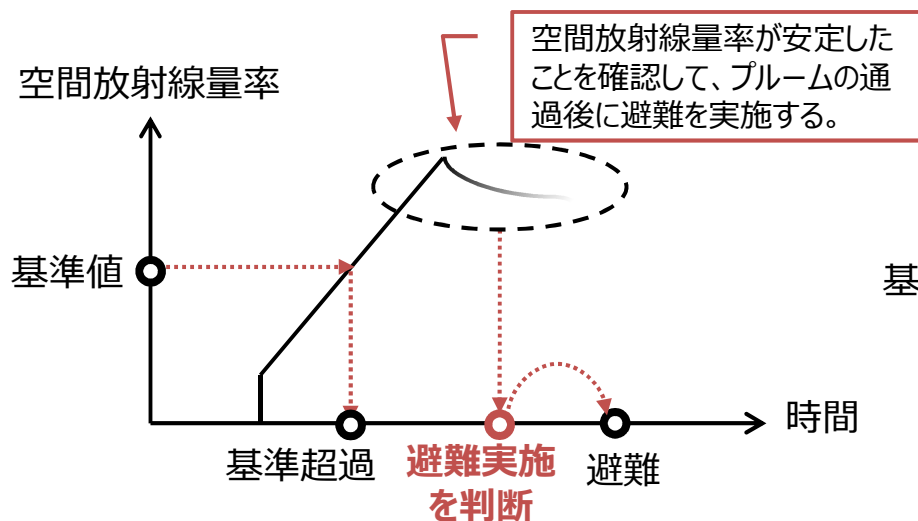 空間放射線量率が安定した
ことを確認して、プルームの通
過後に避難を実施する。
空間放射線量率
基準値
基
時間
基準超過
避難実施
を判断
避難